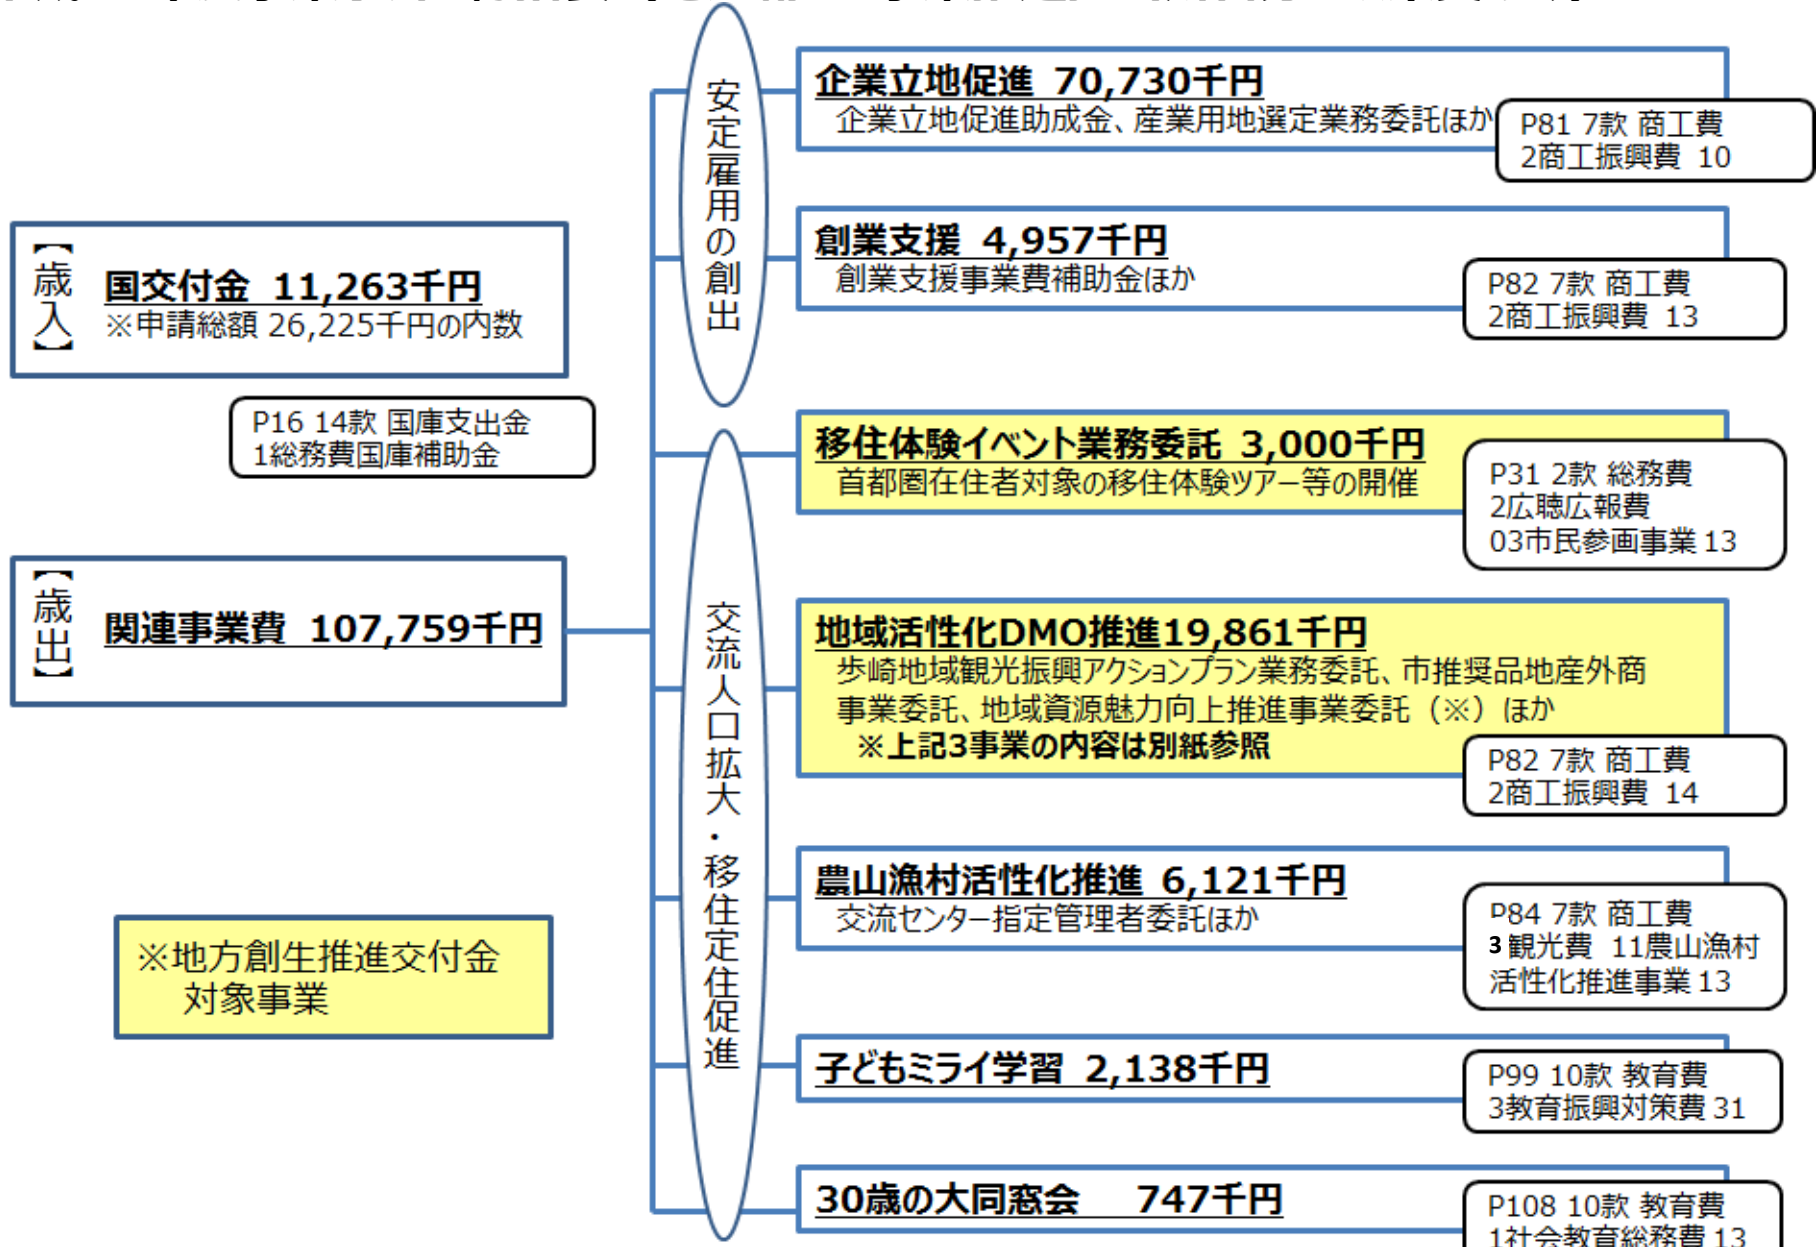 【歳入】
国交付金 11,263千円
※申請総額 26,225千円の内数
P16 14款 国庫支出金
1総務費国庫補助金
【歳出】
関連事業費 107,759千円
※地方創生推進交付金
対象事業
安定雇用の創出
企業立地促進 70,730千円
企業立地促進助成金、産業用地選定業務委託ほか
P81 7款 商工費
2商工振興費 10
創業支援 4,957千円
創業支援事業費補助金ほか
P82 7款 商工費
2商工振興費 13
交流人口拡大・移住定住促進
移住体験イベント業務委託 3,000千円
首都圏在住者対象の移住体験ツアー等の開催
P31 2款 総務費
2広聴広報費
03市民参画事業 13
地域活性化DMO推進19,861千円
歩崎地域観光振興アクションプラン業務委託、市推奨品地産外商
事業委託、地域資源魅力向上推進事業委託（※）ほか
※上記3事業の内容は別紙参照
P82 7款 商工費
2商工振興費 14
農山漁村活性化推進 6,121千円
交流センター指定管理者委託ほか
P84 7款 商工費
3観光費 11農山漁村
活性化推進事業 13
子どもミライ学習 2,138千円
P99 10款 教育費
3教育振興対策費 31
30歳の大同窓会 747千円
P108 10款 教育費
1社会教育総務費 13